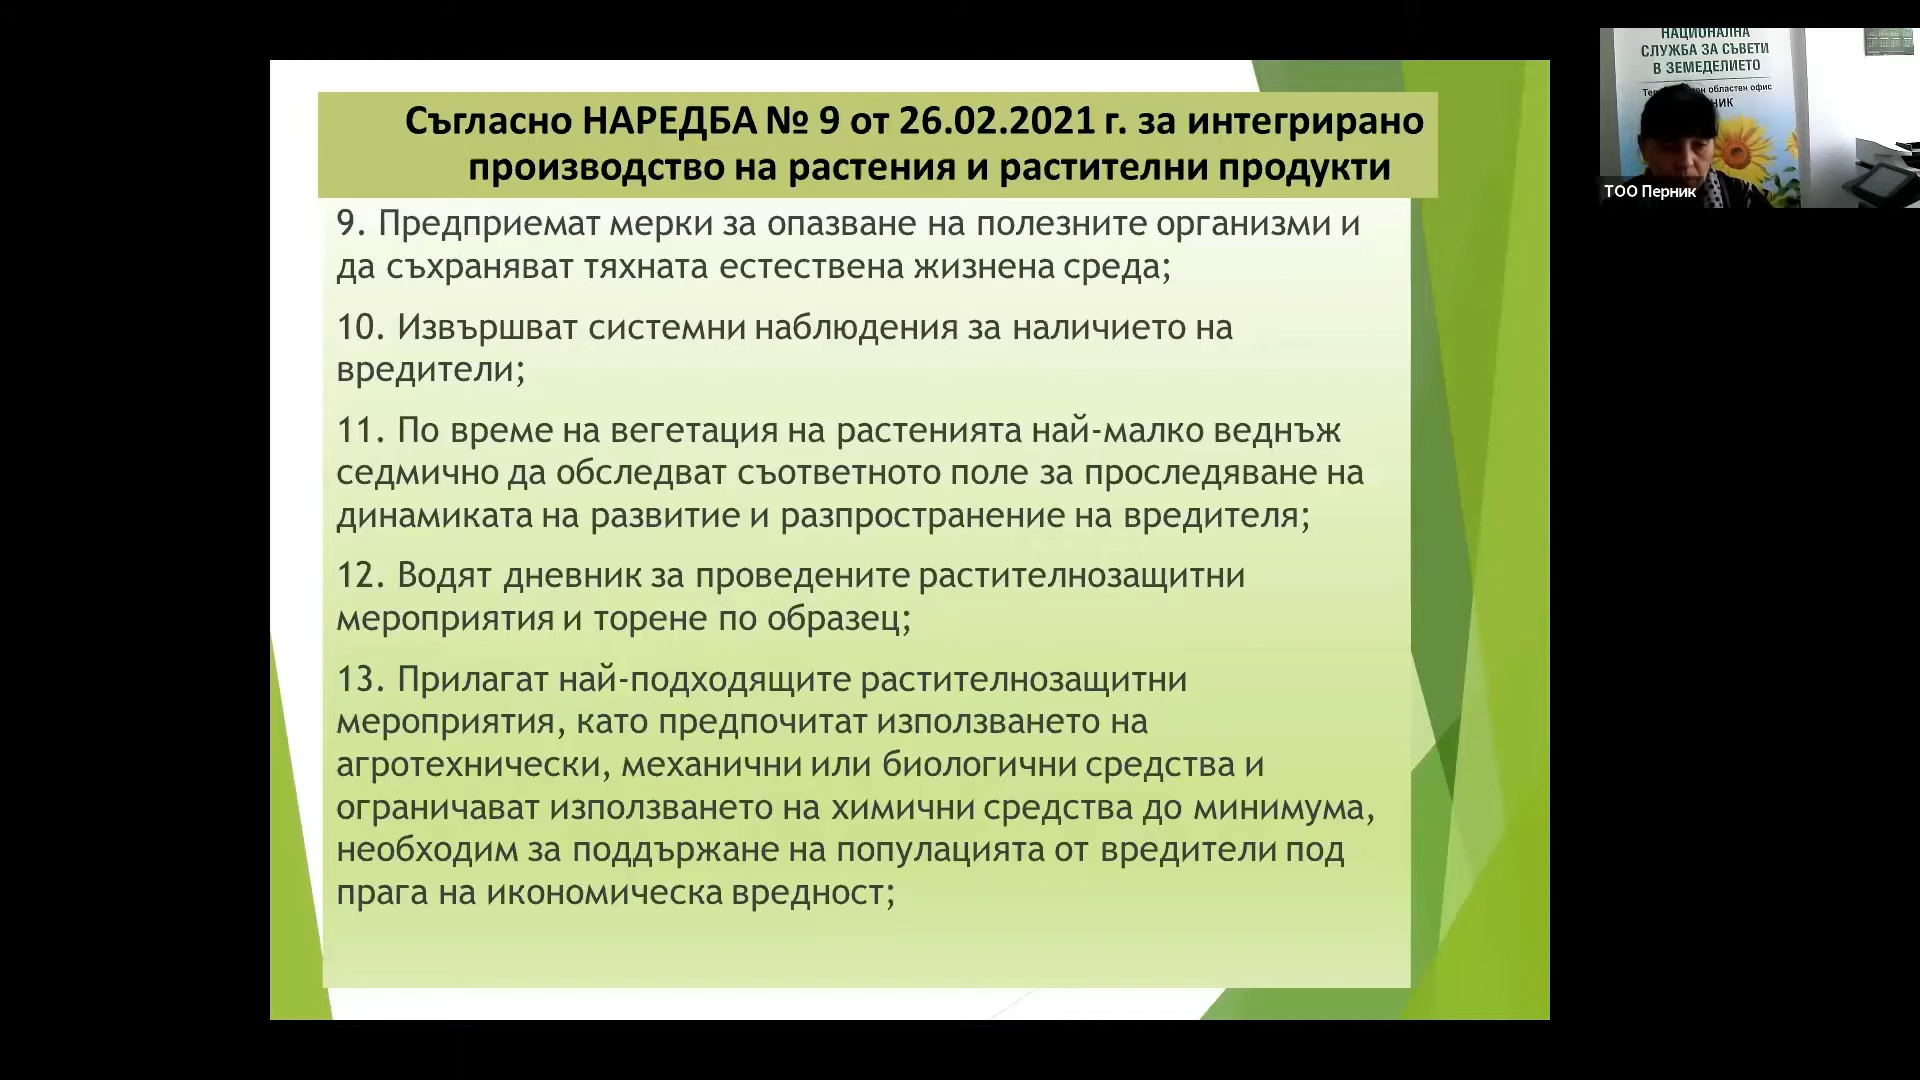 Съгласно НАРЕДБА № 9 от 26.02.2021 г. за интегрирано
производство на растения и растителни продукти
9. Предприемат мерки за опазване на полезните организми и
да съхраняват тяхната естествена жизнена среда;
10. Извършват системни наблюдения за наличието на
вредители;
11. По време на вегетация на растенията най-малко веднъж
седмично да обследват съответното поле за проследяване на
динамиката на развитие и разпространение на вредителя;
12. Водят дневник за проведените растителнозащитни
мероприятия и торене по образец;
13. Прилагат най-подходящите растителнозащитни
мероприятия, като предпочитат използването на
агротехнически, механични или биологични средства и
ограничават използването на химични средства до минимума,
необходим за поддържане на популацията от вредители под
прага на икономическа вредност;
НАЦИОНАЛНА
СЛУЖБА ЗА СЪВЕТИ
В ЗЕМЕДЕЛИЕТО
областен офис
ТОО Перник